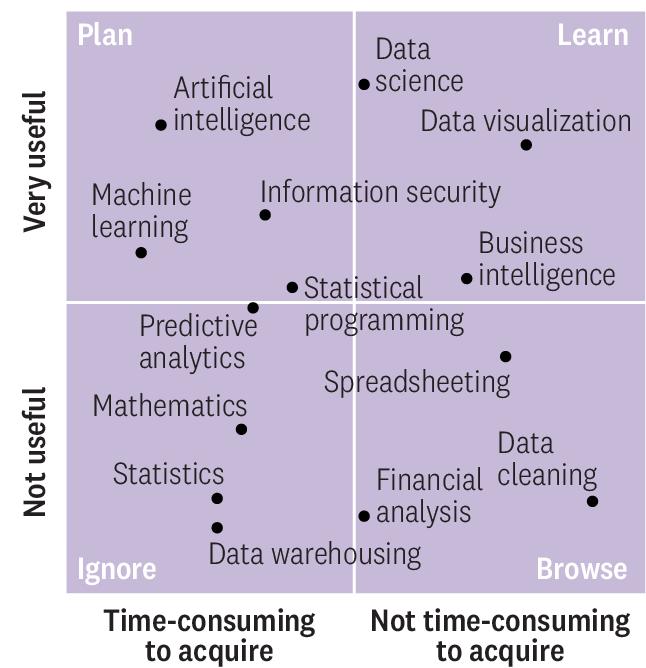 Plan
Learn
Data
science
Artificial
intelligence
Data visualization
Very useful
Machine
learning
Information security
Business
intelligence
Statistical
programming
Predictive
analytics
Spreadsheeting
Mathematics
Not useful
Data
cleaning
Statistics
Financial
analysis
Data warehousing
Ignore
Browse
Time-consuming
to acquire
Not time-consuming
to acquire